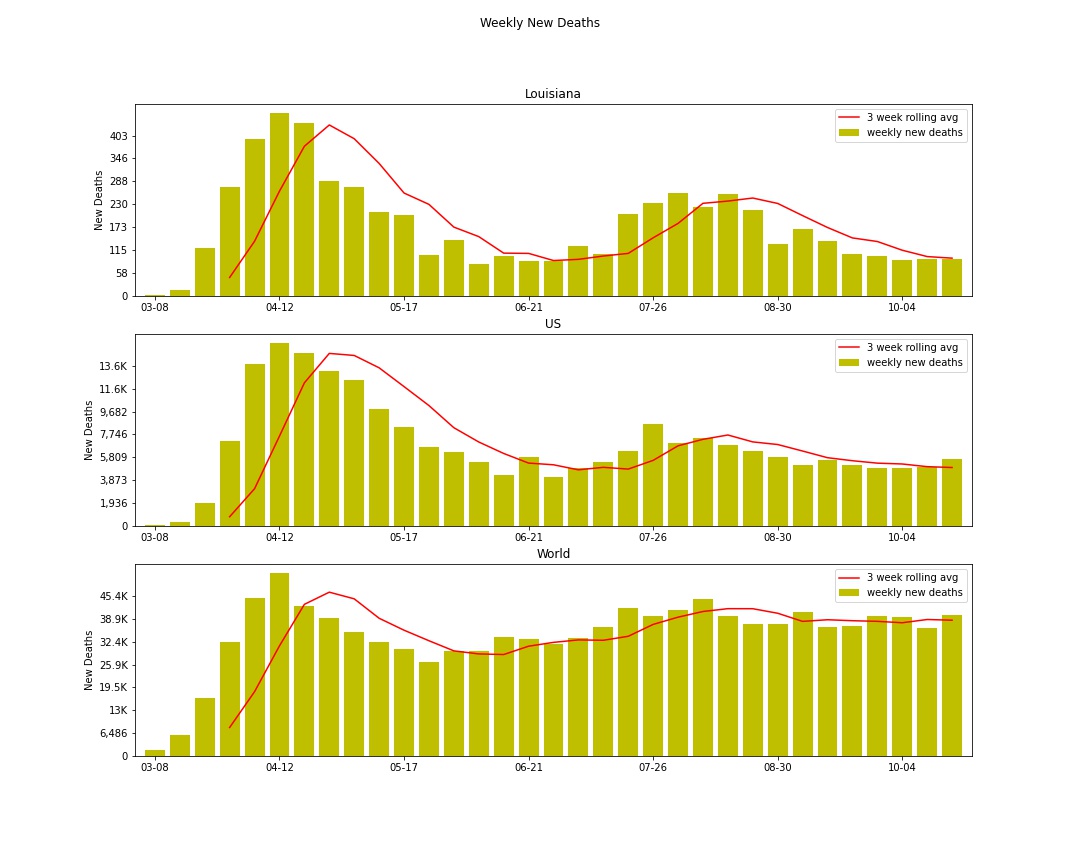 Weekly New Deaths
Louisiana
3 week rolling avg
weekly new deaths
New Deaths
403
346
288
230
173
115
58
0
03-08 04-12 05-17 06-21 07-26 08-30 10-04
US
3 week rolling avg
weekly new deaths
New Deaths
13.6K
11.6K
9,682
7,746
5,809
3,873
1,936
0
03-08 04-12 05-17 06-21 07-26 08-30 10-04
World
3 week rolling avg
weekly new deaths
New Deaths
45.4K
38.9K
32.4K
25.9K
19.5K
13K
6,486
0
03-08 04-12 05-17 06-21 07-26 08-30 10-04